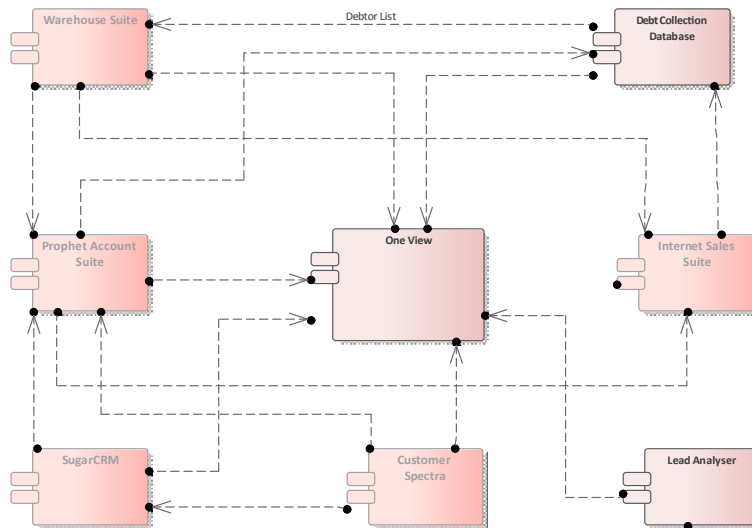 Warehouse Suite
Debtor List
Debt Collection
Database
Prophet Account
Suite
One View
Internet Sales
Suite
SugarCRM
Customer
Spectra
Lead Analyser